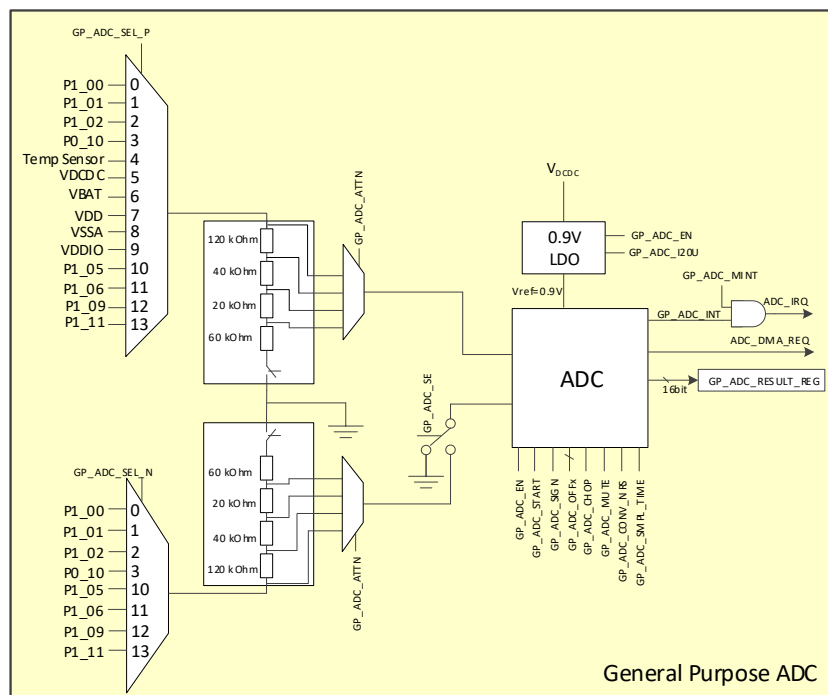 GP_ADC_SEL_P
P1_00 0
P1_01 1
P1_02 2
P0_10 3
Temp Sensor 4
VDCDC 5
VBAT 6
VDD 7
VSSA 8
VDDIO 9
P1_05 10
P1_06 11
P1_09 12
P1_11 13
120 kOhm
40 kOhm
20 kOhm
60 kOhm
GP_ADC_ATTN
VDCDC
0.9V
LDO
GP_ADC_EN
GP_ADC_I20U
Vref=0.9V
GP_ADC_MINT
GP_ADC_INT
ADC_IRQ
ADC_DMA_REQ
ADC
16bit
GP_ADC_RESULT_REG
GP_ADC_SE
GP_ADC_EN
GP_ADC_START
GP_ADC_SIGN
GP_ADC_OFFx
GP_ADC_CHOP
GP_ADC_MUTE
GP_ADC_CONV_NRS
GP_ADC_SMPL_TIME
GP_ADC_SEL_N
P1_00 0
P1_01 1
P1_02 2
P0_10 3
P1_05 10
P1_06 11
P1_09 12
P1_11 13
60 kOhm
20 kOhm
40 kOhm
120 kOhm
GP_ADC_ATTN
General Purpose ADC